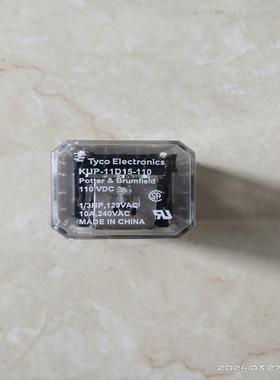 Tyco Electronics
KUP-11D15-110
Potter & Brumfield
110 VDC
1/3HP,120VAC
10A,240VAC
MADE IN CHINA
2024.03.27